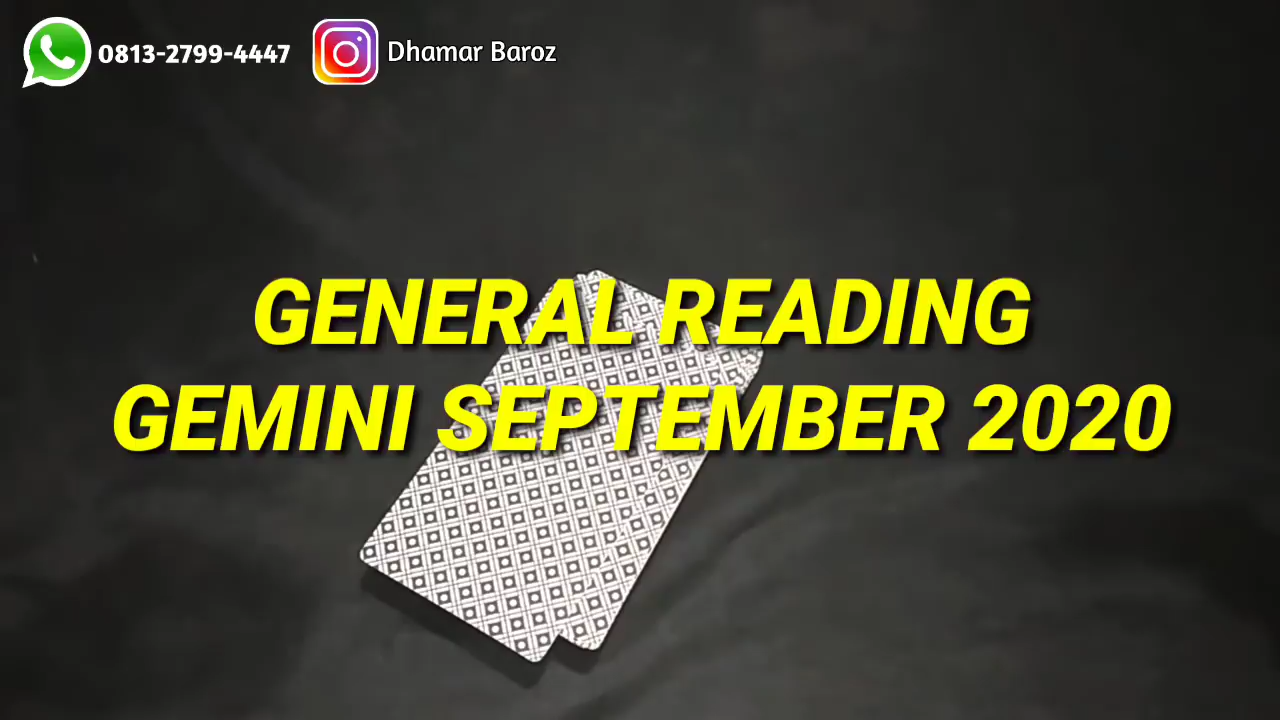 0813-2799-4447 Dhamar Baroz
GENERAL READING
GEMINI SEPTEMBER 2020